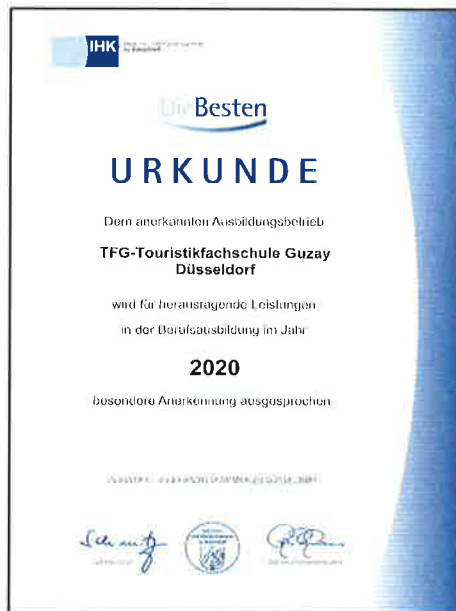 IHK
Die Besten
URKUNDE
Dem anerkannten Ausbildungsbetrieb
TFG-Touristikfachschule Guzay
Düsseldorf
wird für herausragende Leistungen
in der Berufsausbildung im Jahr
2020
besondere Anerkennung ausgesprochen